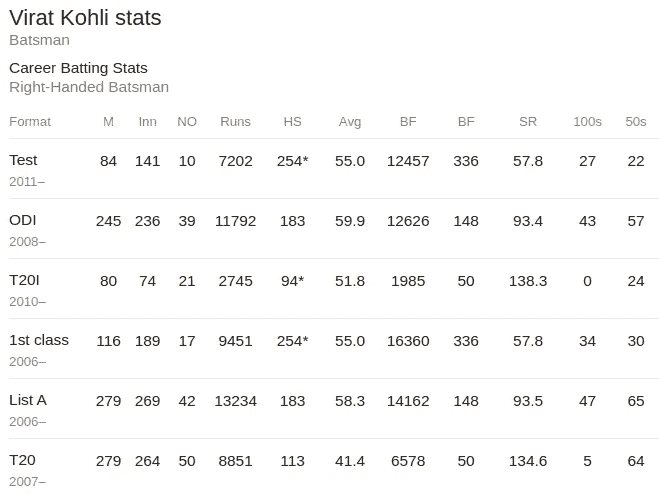 Virat Kohli stats
Batsman
Career Batting Stats
Right-Handed Batsman
Format M Inn NO Runs HS Avg BF BF SR 100s 50s
Test 84 141 10 7202 254* 55.0 12457 336 57.8 27 22
2011–
ODI 245 236 39 11792 183 59.9 12626 148 93.4 43 57
2008–
T20I 80 74 21 2745 94* 51.8 1985 50 138.3 0 24
2010–
1st class 116 189 17 9451 254* 55.0 16360 336 57.8 34 30
2006–
List A 279 269 42 13234 183 58.3 14162 148 93.5 47 65
2006–
T20 279 264 50 8851 113 41.4 6578 50 134.6 5 64
2007–